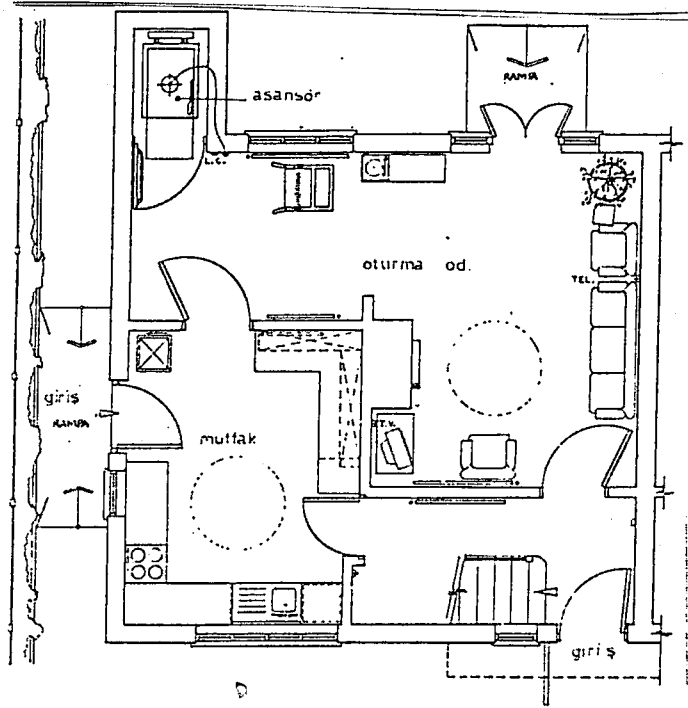 RAMPA
asansör
L.C.
oturma od.
TEL.
giriş
RAMPA
mutfak
T.V.
giriş